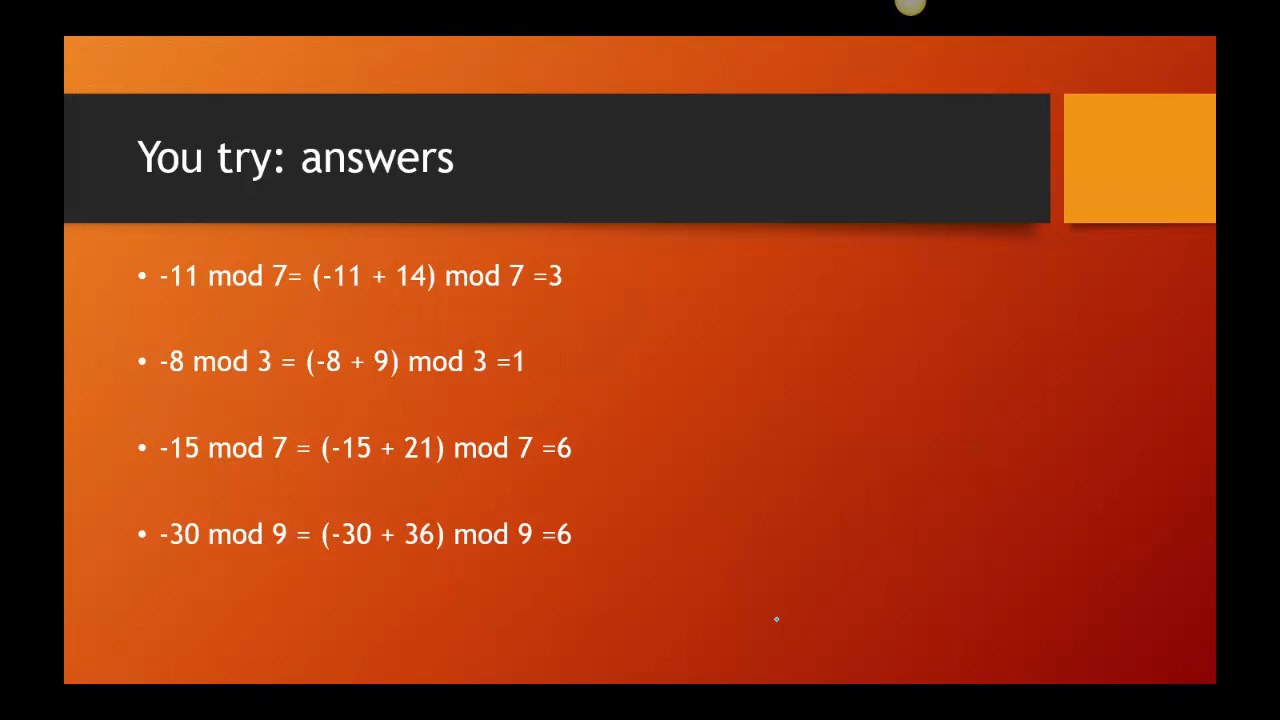 You try: answers
• -11 mod 7= (-11 + 14) mod 7 =3
• -8 mod 3 = (-8 + 9) mod 3 =1
• -15 mod 7 = (-15 + 21) mod 7 =6
• -30 mod 9 = (-30 + 36) mod 9 =6